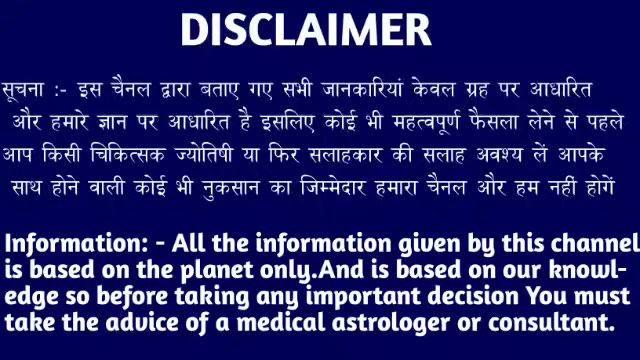 DISCLAIMER
सूचना :- इस चैनल द्वारा बताए गए सभी जानकारियां केवल ग्रह पर आधारित
और हमारे ज्ञान पर आधारित है इसलिए कोई भी महत्वपूर्ण फैसला लेने से पहले
आप किसी चिकित्सक ज्योतिषी या फिर सलाहकार की सलाह अवश्य लें आपके
साथ होने वाली कोई भी नुकसान का जिम्मेदार हमारा चैनल और हम नहीं होगें
Information: - All the information given by this channel
is based on the planet only.And is based on our knowl-
edge so before taking any important decision You must
take the advice of a medical astrologer or consultant.